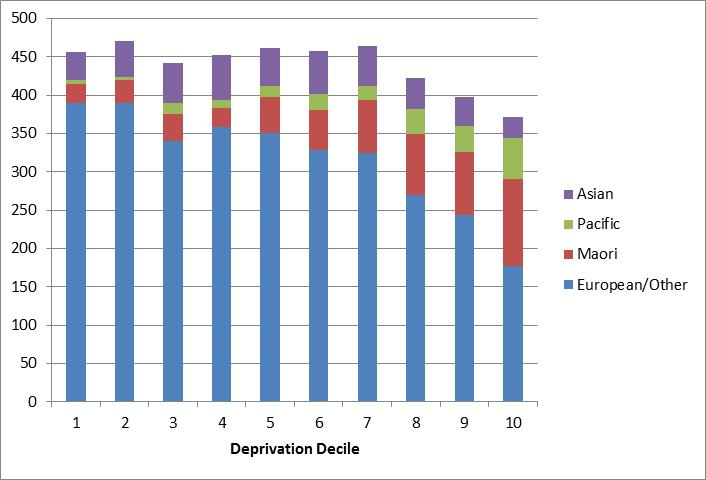 500
450
400
350
300
250
200
150
100
50
0
1 2 3 4 5 6 7 8 9 10
Deprivation Decile
Asian
Pacific
Maori
European/Other